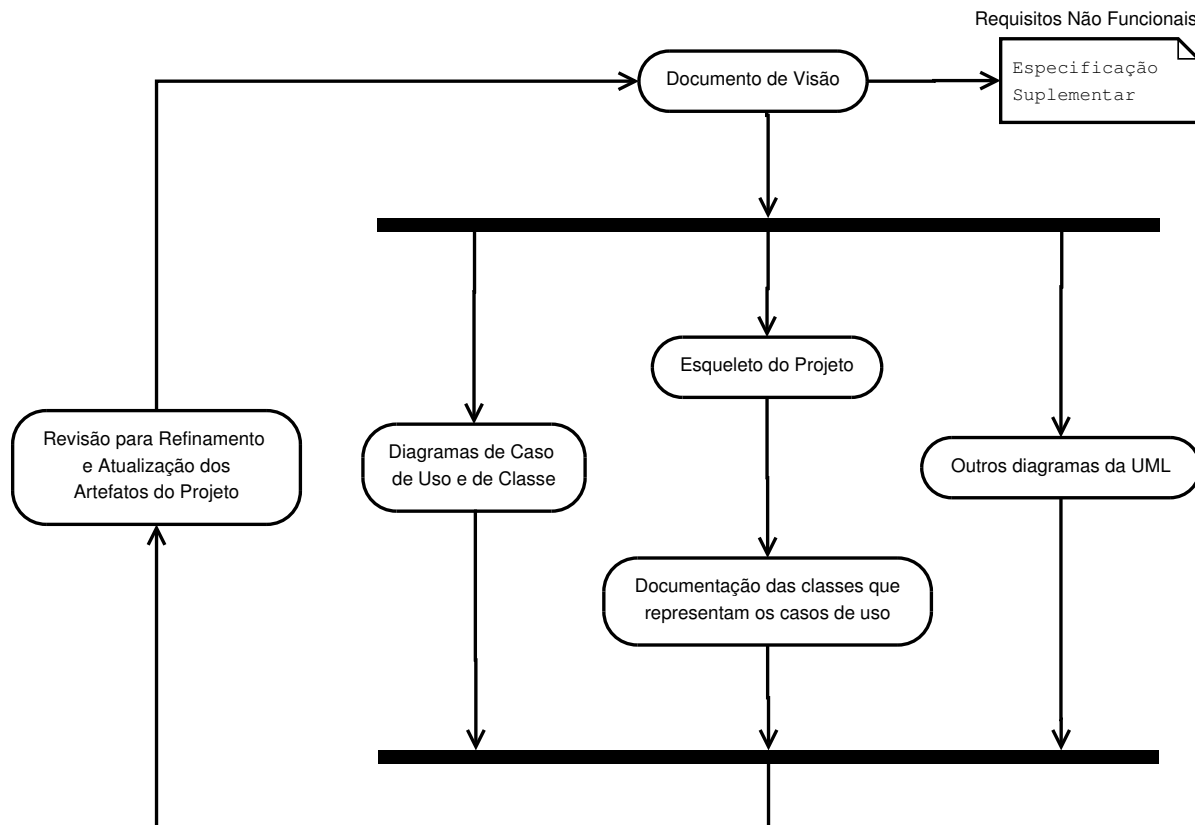 Requisitos Não Funcionais
Especificação
Suplementar
Documento de Visão
Esqueleto do Projeto
Revisão para Refinamento
e Atualização dos
Artefatos do Projeto
Diagramas de Caso
de Uso e de Classe
Outros diagramas da UML
Documentação das classes que
representam os casos de uso